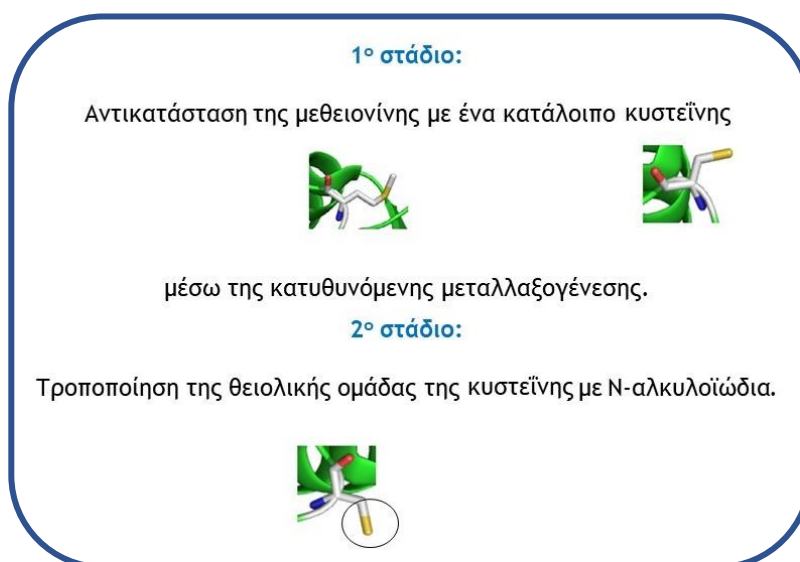 1ο στάδιο:
Αντικατάσταση της μεθειονίνης με ένα κατάλοιπο κυστεΐνης
μέσω της κατυθυνόμενης μεταλλαξογένεσης.
2ο στάδιο:
Τροποποίηση της θειολικής ομάδας της κυστεΐνης με Ν-αλκυλοϊώδια.